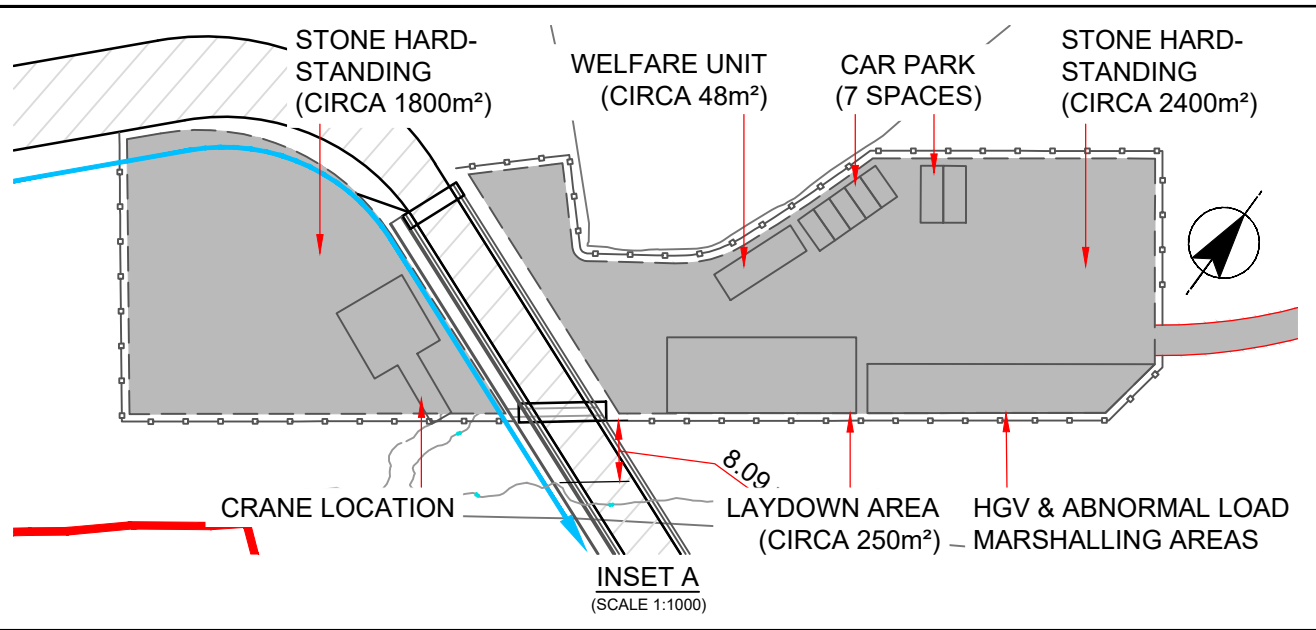 STONE HARD-
STANDING
(CIRCA 1800m²)
WELFARE UNIT
(CIRCA 48m²)
CAR PARK
(7 SPACES)
STONE HARD-
STANDING
(CIRCA 2400m²)
8.09
CRANE LOCATION
LAYDOWN AREA
(CIRCA 250m²)
HGV & ABNORMAL LOAD
MARSHALLING AREAS
INSET A
(SCALE 1:1000)